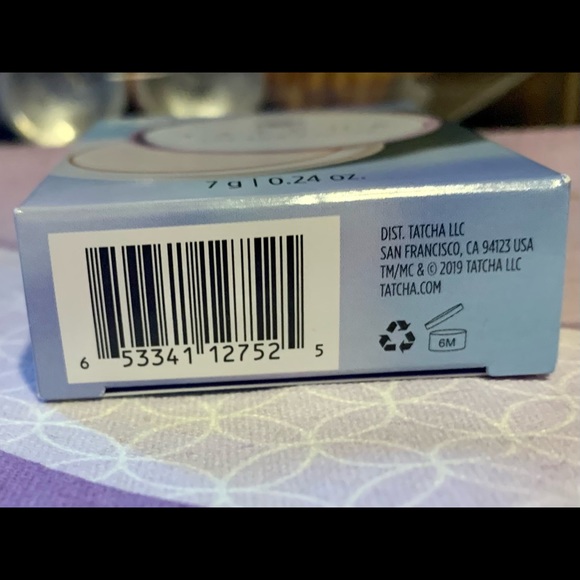 7 g | 0.24 oz.
DIST. TATCHA LLC
SAN FRANCISCO, CA 94123 USA
TM/MC & © 2019 TATCHA LLC
TATCHA.COM
6M
6 53341 12752 5